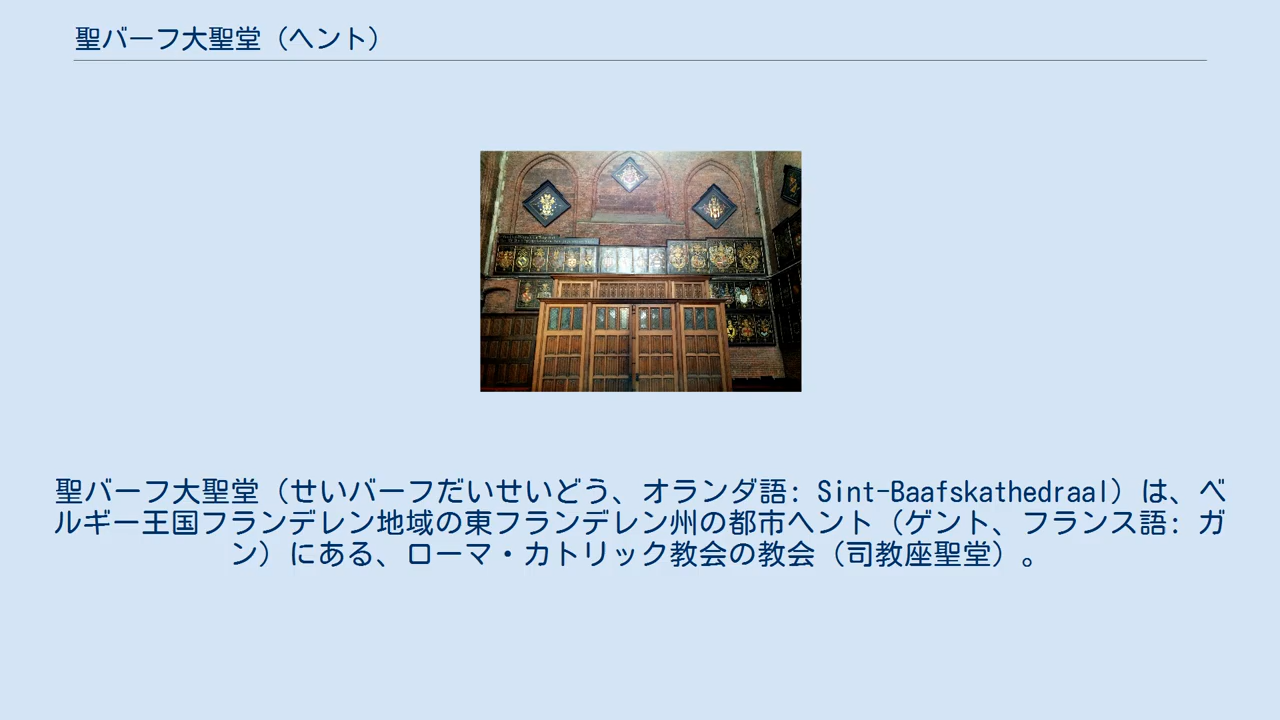 聖バーフ大聖堂（ヘント）
聖バーフ大聖堂（せいバーフだいせいどう、オランダ語: Sint-Baafskathedraal）は、ベ
ルギー王国フランデレン地域の東フランデレン州の都市ヘント（ゲント、フランス語: ガ
ン）にある、ローマ・カトリック教会の教会（司教座聖堂）。